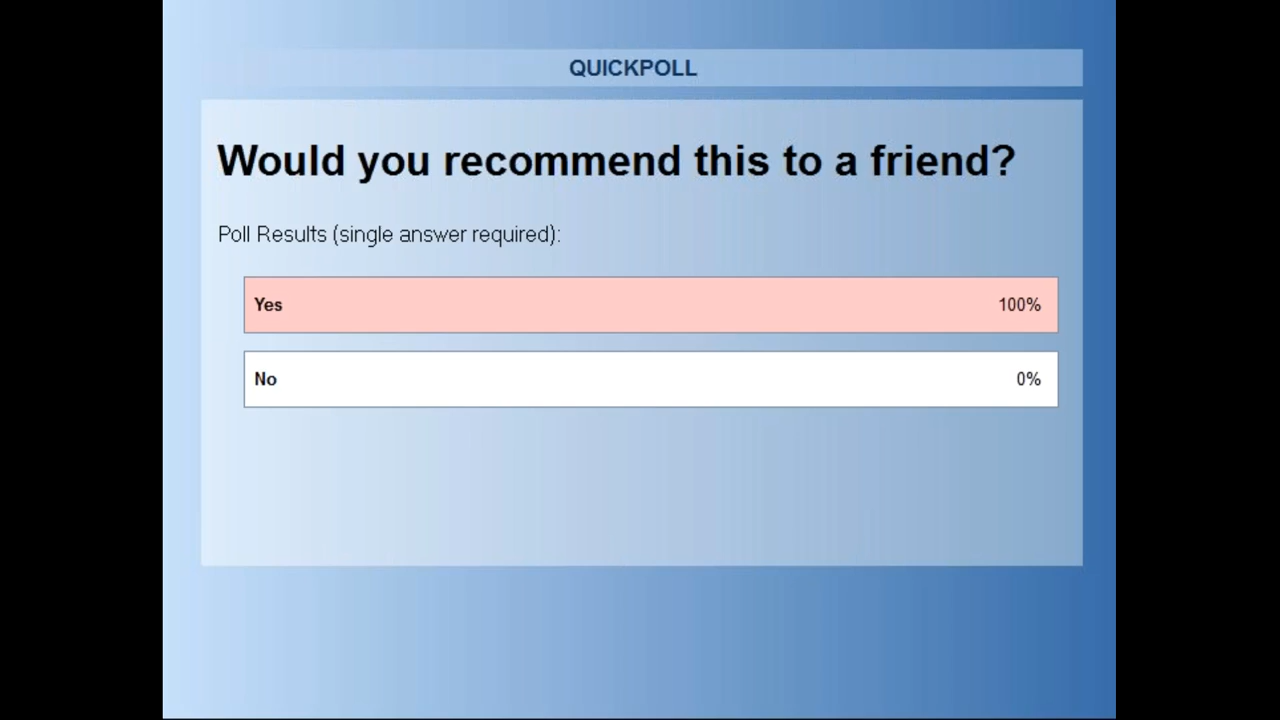 QUICKPOLL
Would you recommend this to a friend?
Poll Results (single answer required):
Yes 100%
No 0%